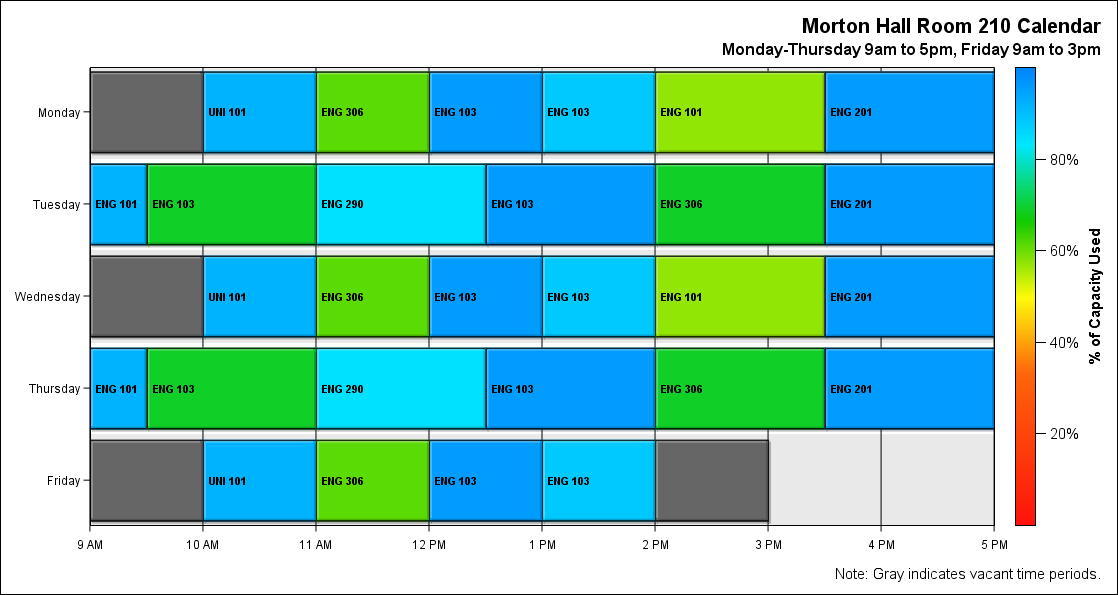 Morton Hall Room 210 Calendar
Monday-Thursday 9am to 5pm, Friday 9am to 3pm
Monday
UNI 101
ENG 306
ENG 103
ENG 103
ENG 101
ENG 201
Tuesday
ENG 101
ENG 103
ENG 290
ENG 103
ENG 306
ENG 201
Wednesday
UNI 101
ENG 306
ENG 103
ENG 103
ENG 101
ENG 201
Thursday
ENG 101
ENG 103
ENG 290
ENG 103
ENG 306
ENG 201
Friday
UNI 101
ENG 306
ENG 103
ENG 103
9 AM
10 AM
11 AM
12 PM
1 PM
2 PM
3 PM
4 PM
5 PM
80%
60%
40%
20%
% of Capacity Used
Note: Gray indicates vacant time periods.